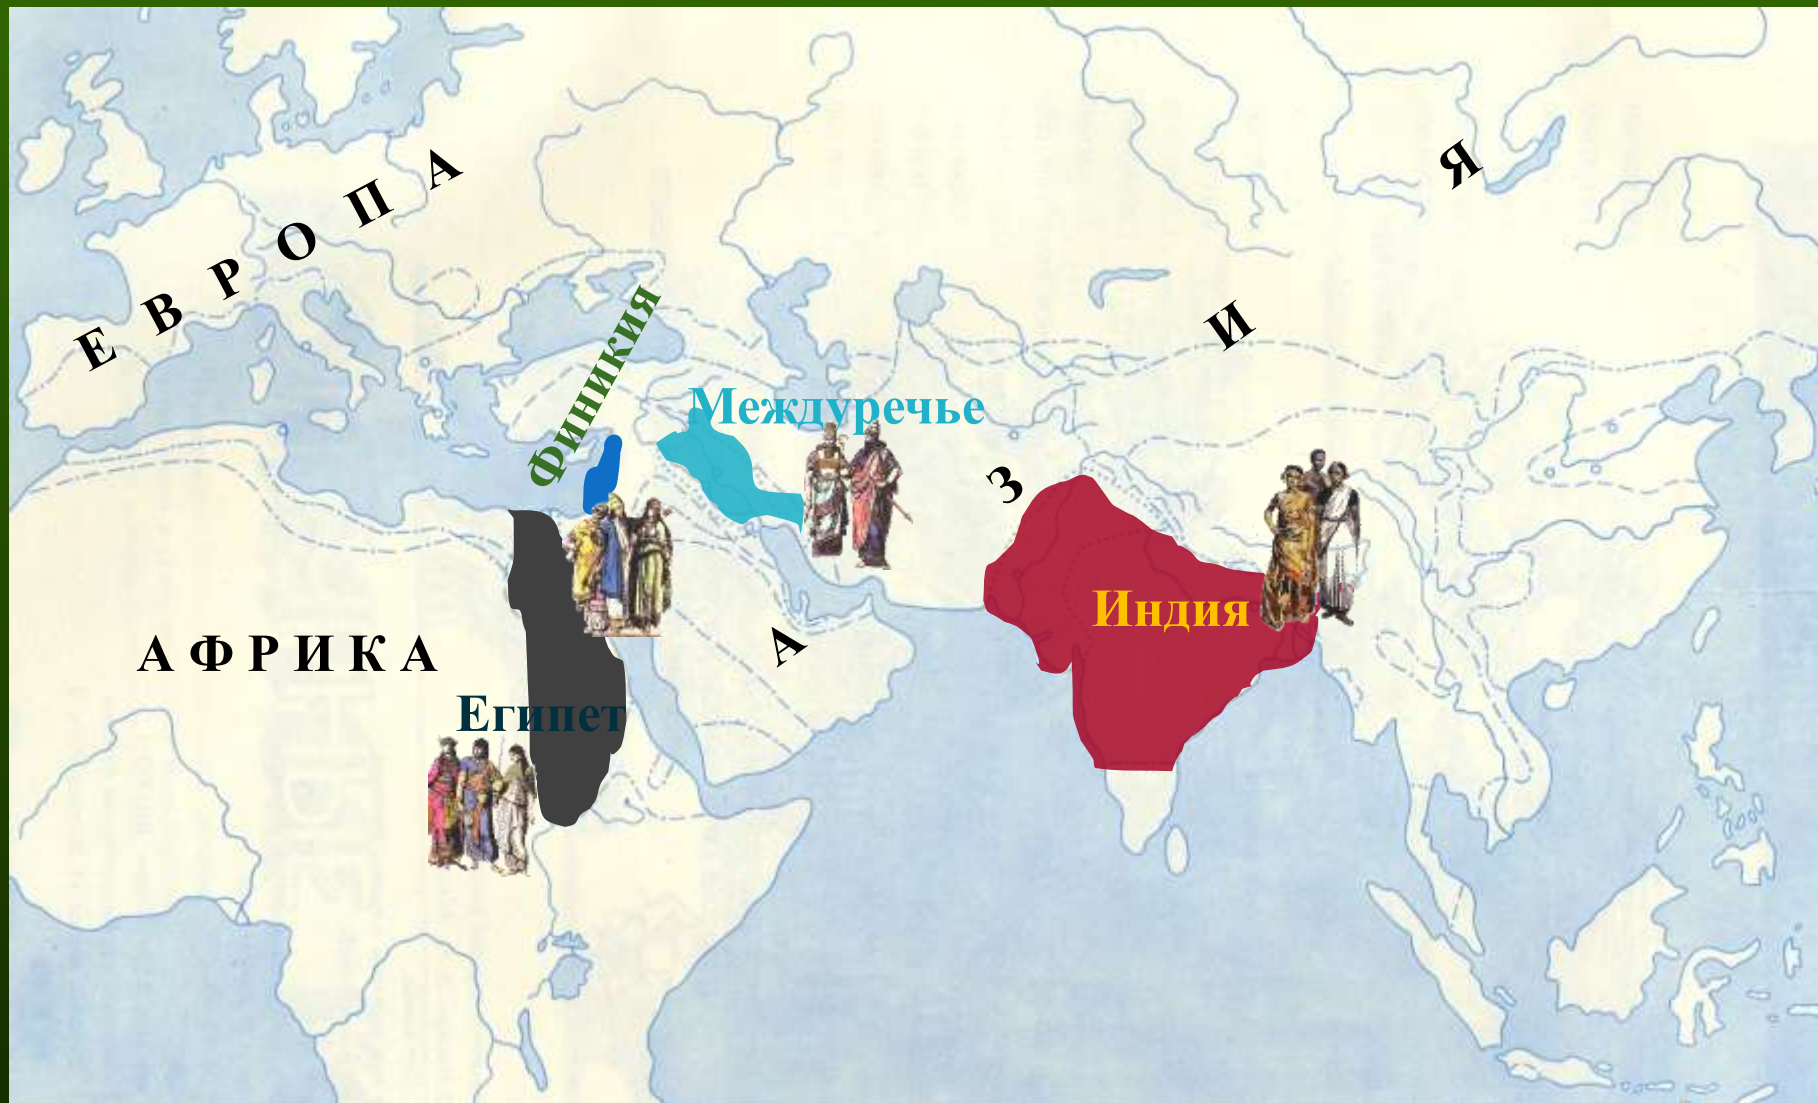 ЕВРОПА
АЗИЯ
Финикия
Междуречье
Индия
АФРИКА
Египет